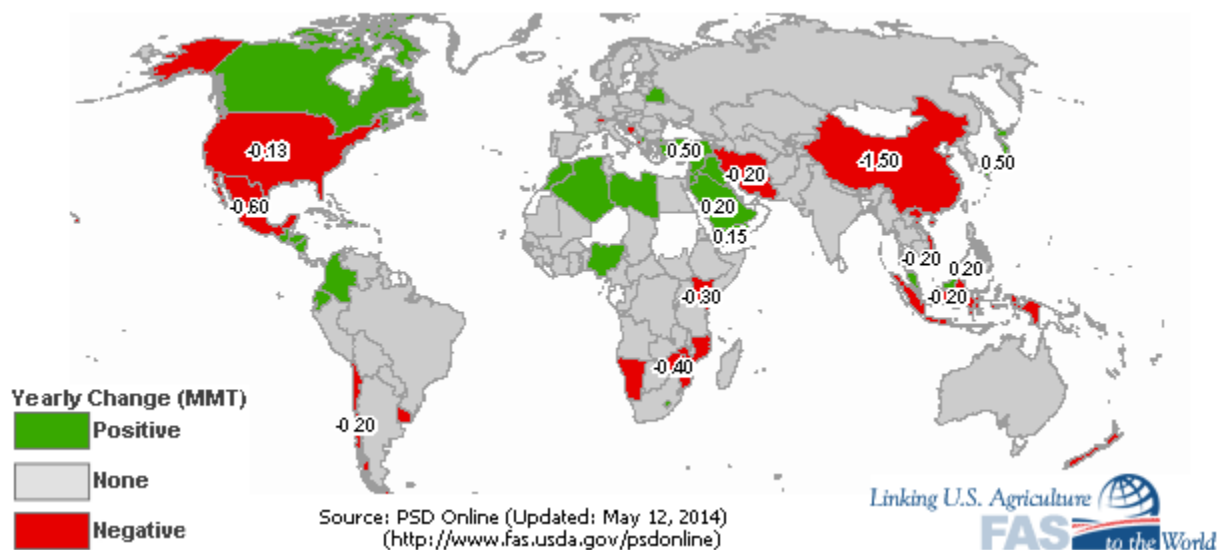 -0.13
-0.60
0.50
-0.20
0.20
0.15
-1.50
0.50
-0.20
0.20
-0.20
-0.30
-0.40
-0.20
Yearly Change (MMT)
Positive
None
Negative
Source: PSD Online (Updated: May 12, 2014)
(http://www.fas.usda.gov/psdonline)
Linking U.S. Agriculture
FAS
to the World